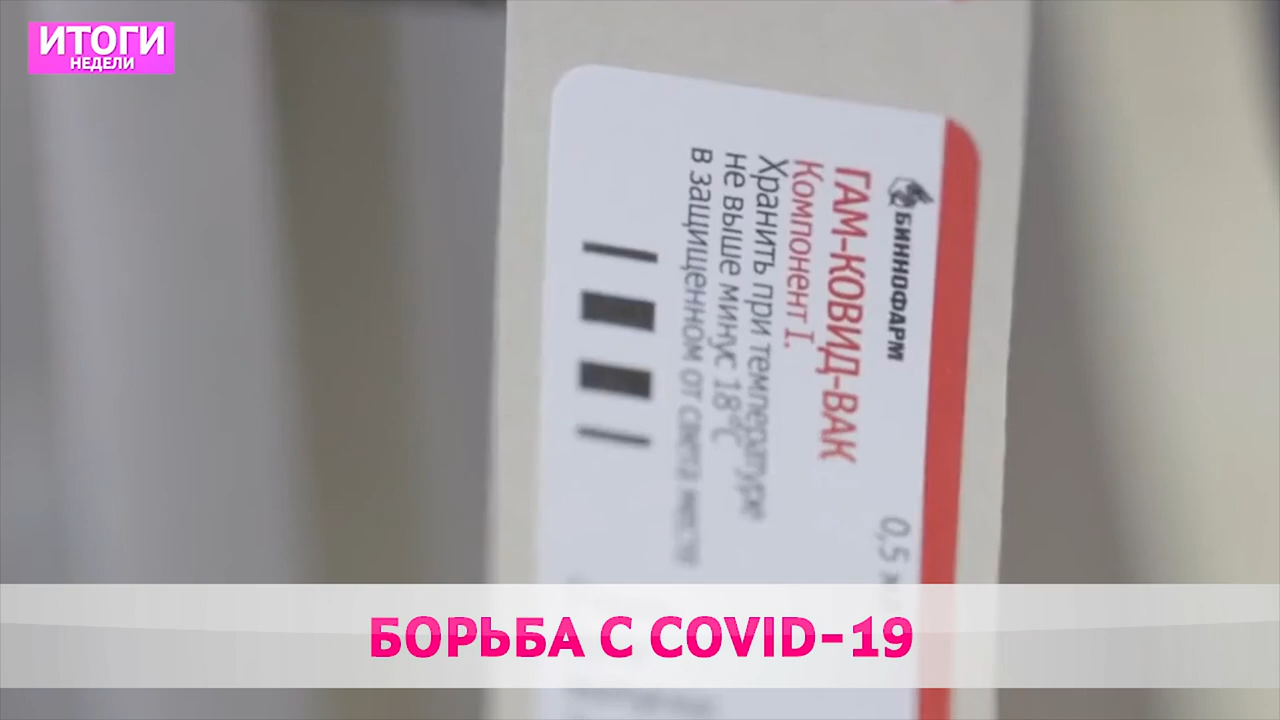 ИТОГИ
НЕДЕЛИ
БИННОФАРМ
ГАМ-КОВИД-ВАК
0,5
Компонент I.
Хранить при температуре
не выше минус 18°C
в защищенном от света месте
БОРЬБА С COVID-19